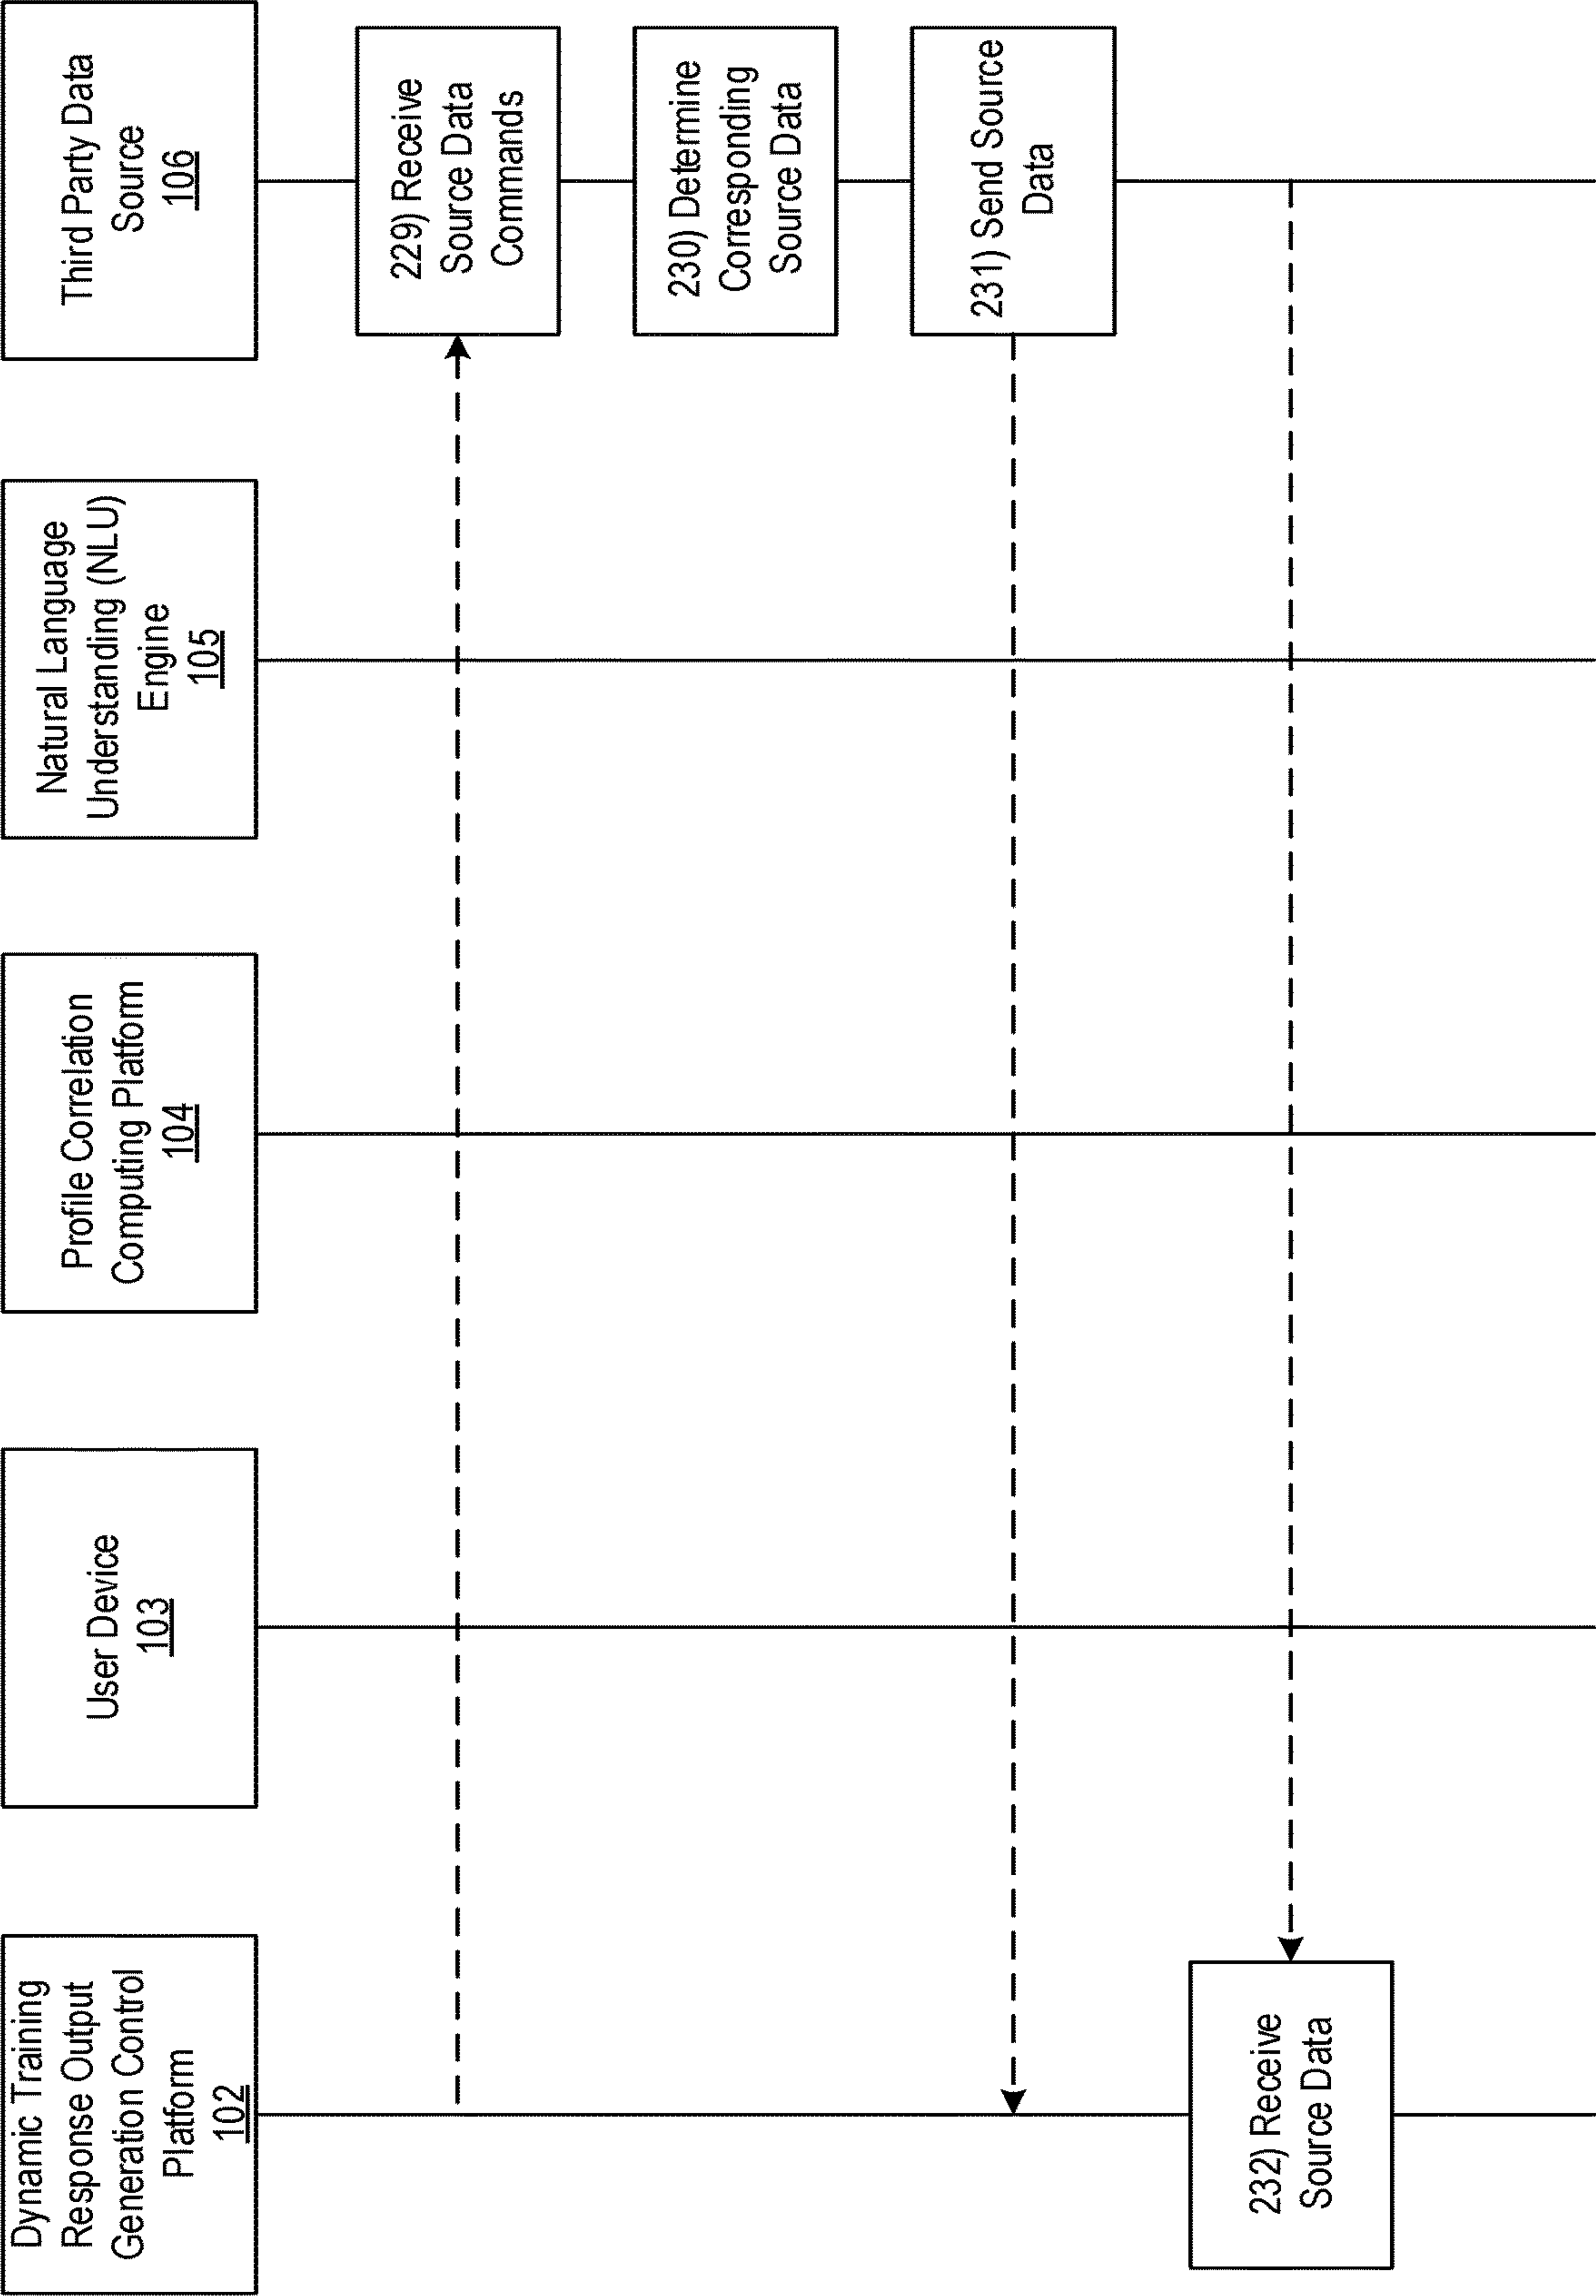 Dynamic Training
Response Output
Generation Control
Platform
102
User Device
103
Profile Correlation
Computing Platform
104
Natural Language
Understanding (NLU)
Engine
105
Third Party Data
Source
106
229) Receive
Source Data
Commands
230) Determine
Corresponding
Source Data
231) Send Source
Data
232) Receive
Source Data